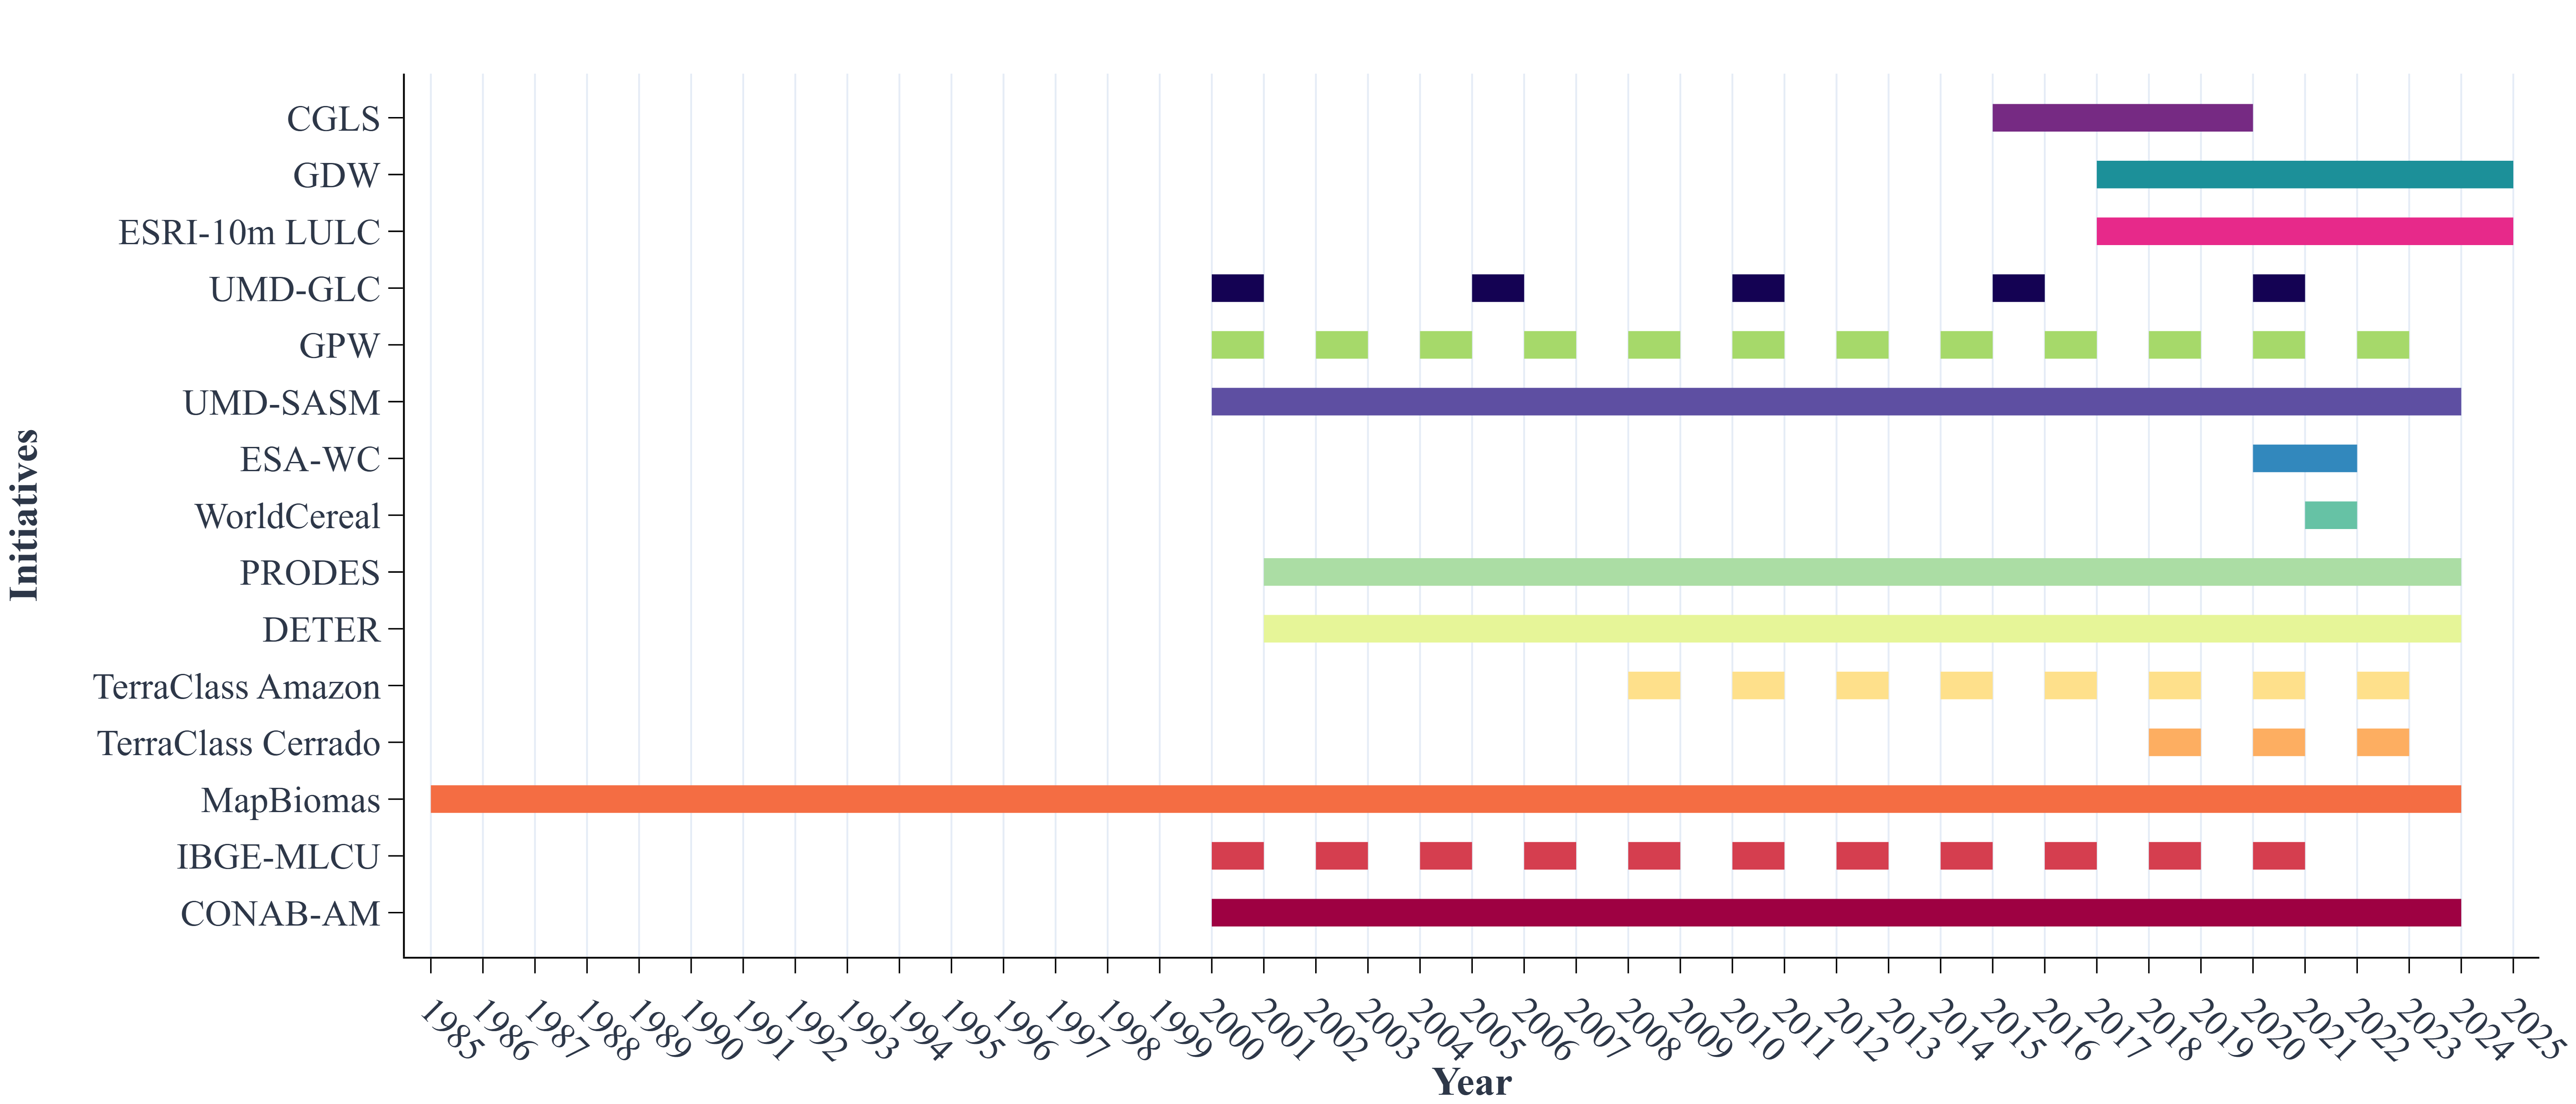 Initiatives
CGLS
GDW
ESRI-10m LULC
UMD-GLC
GPW
UMD-SASM
ESA-WC
WorldCereal
PRODES
DETER
TerraClass Amazon
TerraClass Cerrado
MapBiomas
IBGE-MLCU
CONAB-AM
1985 1986 1987 1988 1989 1990 1991 1992 1993 1994 1995 1996 1997 1998 1999 2000 2001 2002 2003 2004 2005 2006 2007 2008 2009 2010 2011 2012 2013 2014 2015 2016 2017 2018 2019 2020 2021 2022 2023 2024 2025
Year